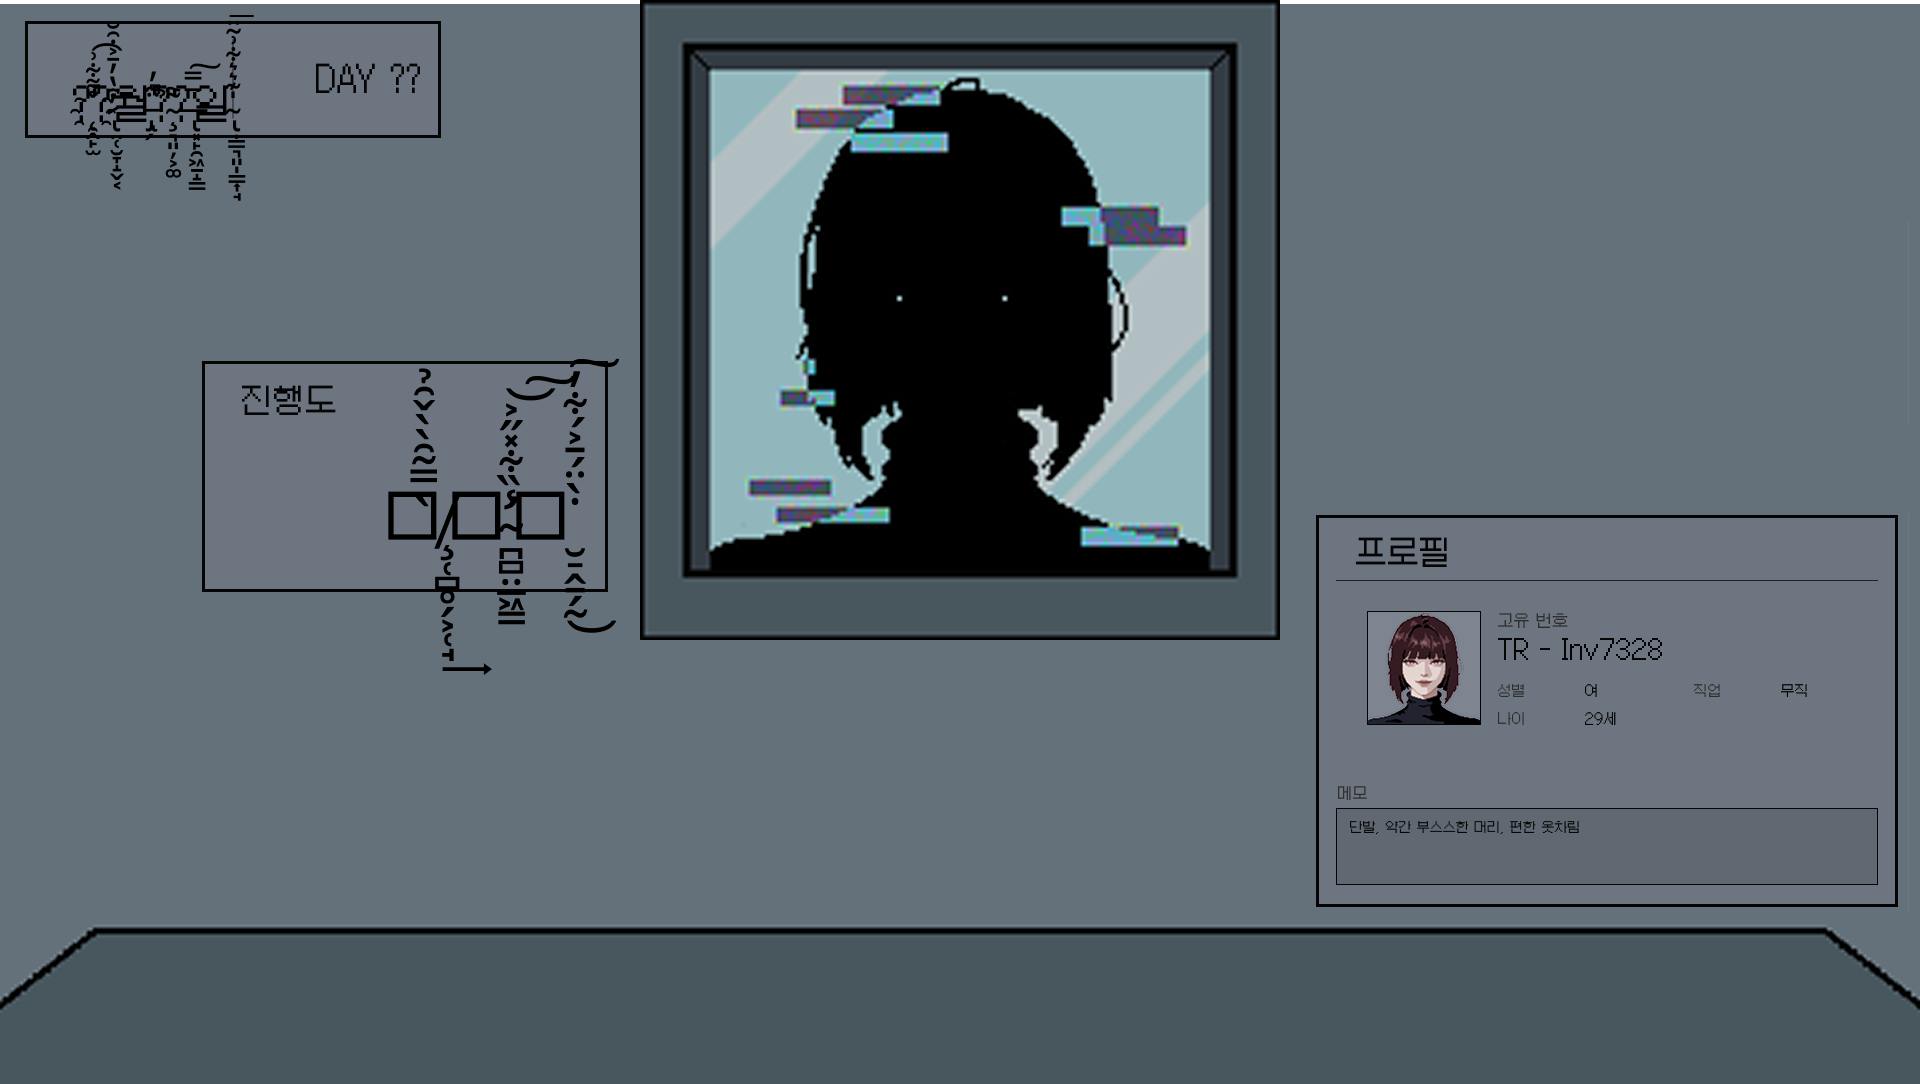 DAY ??
진행도
□/□□
프로필
고유 번호
TR - Inv7328
성별 여 직업 무직
나이 29세
메모
단발, 약간 부스스한 머리, 편한 옷차림